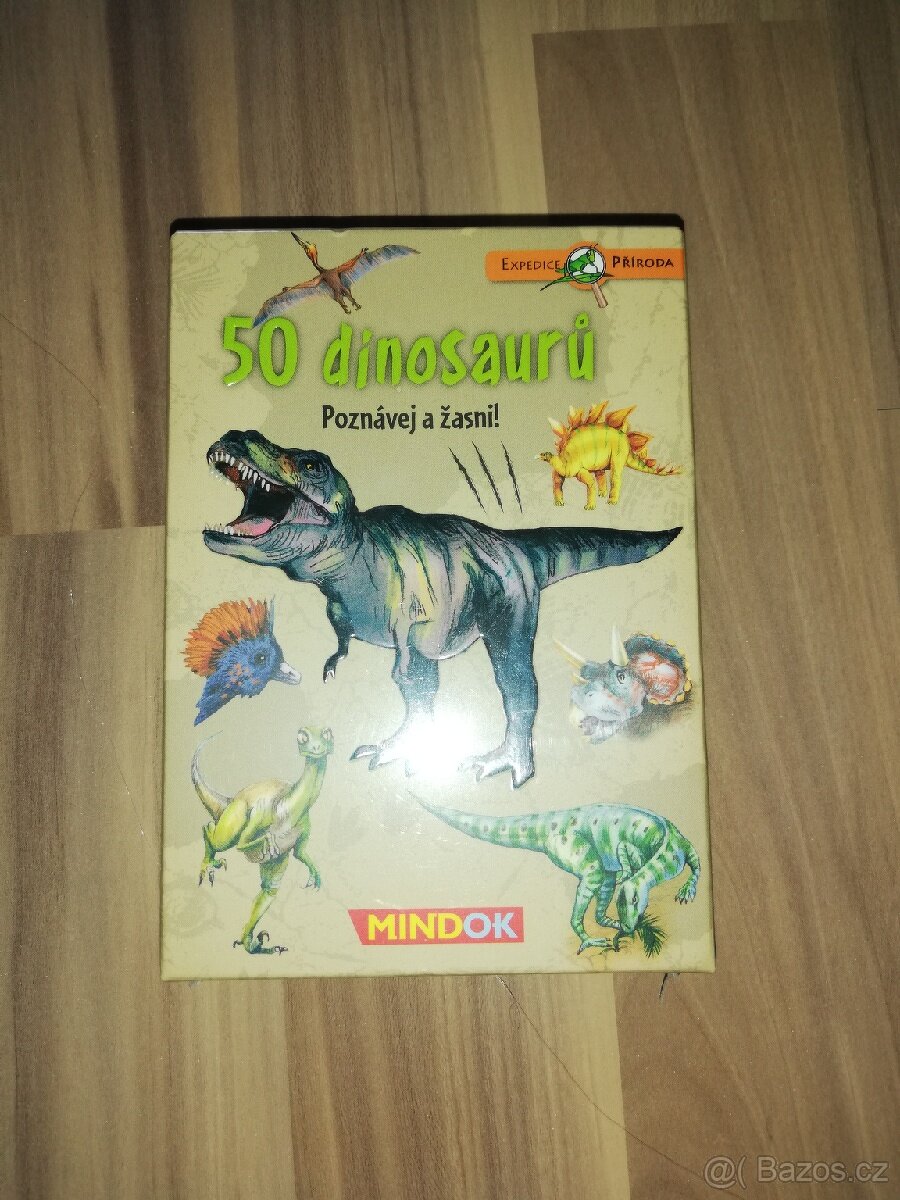 EXPEDICE PŘÍRODA
50 dinosaurů
Poznávej a žasni!
MINDOK
@( Bazos.cz